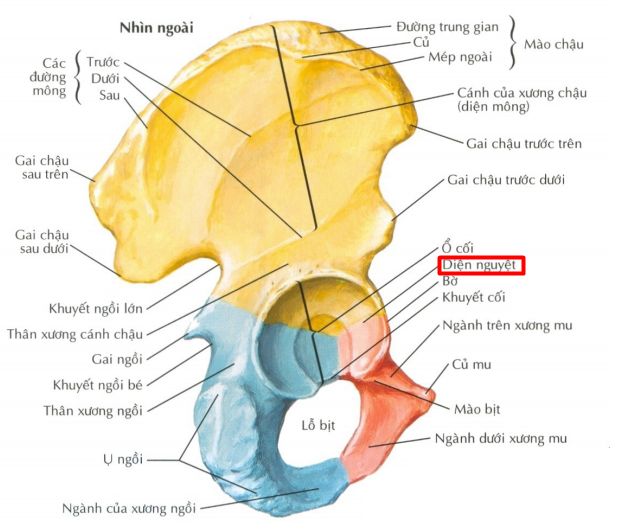 Nhìn ngoài
Đường trung gian
Củ
Mép ngoài
Mào chậu
Các
đường
mông
Trước
Dưới
Sau
Cánh của xương chậu
(diện mông)
Gai chậu trước trên
Gai chậu
sau trên
Gai chậu trước dưới
Gai chậu
sau dưới
Ổ cối
Diện nguyệt
Bờ
Khuyết cối
Khuyết ngồi lớn
Thân xương cánh chậu
Gai ngồi
Khuyết ngồi bé
Thân xương ngồi
Ngành trên xương mu
Củ mu
Mào bịt
Lỗ bịt
Ngành dưới xương mu
Ụ ngồi
Ngành của xương ngồi